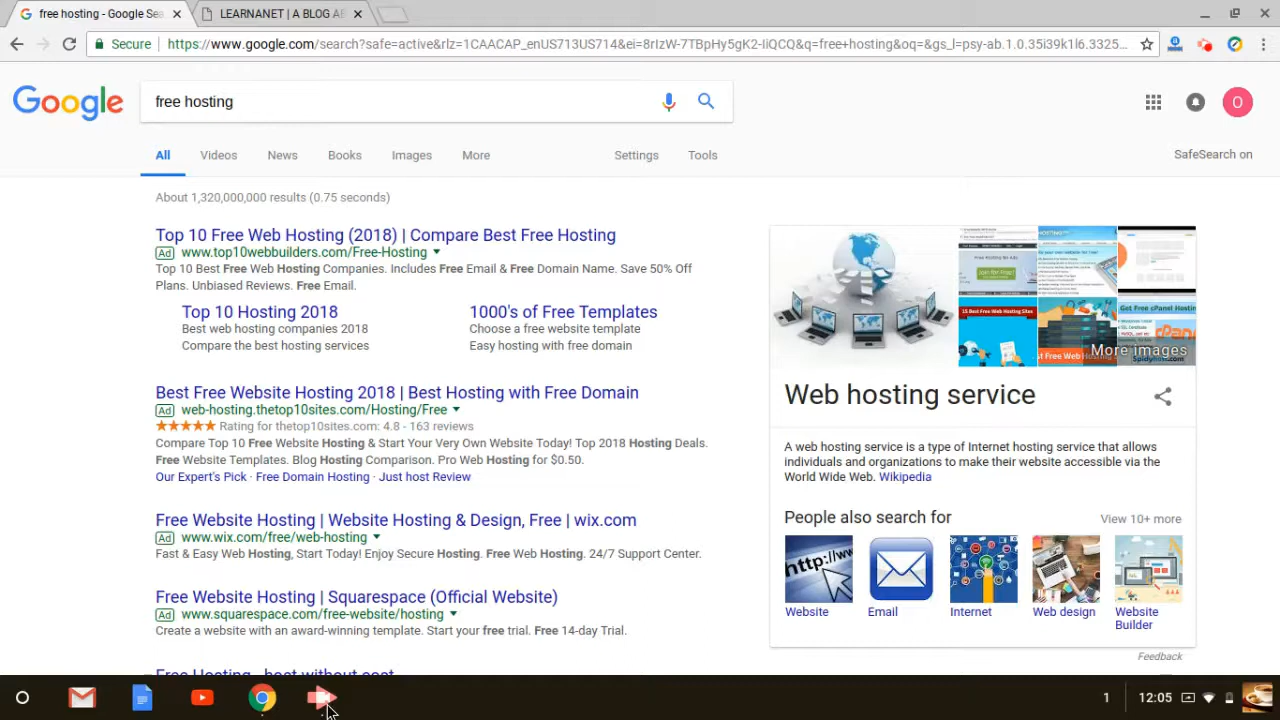 free hosting - Google Sea
LEARNANET | A BLOG AB
Secure
https://www.google.com/search?safe=active&rlz=1CAACAP_enUS713US714&ei=8rIzW-7TBpHy5gK2-IiQCQ&q=free+hosting&oq=&gs_l=psy-ab.1.0.35i39k1l6.3325...
Google
free hosting
O
All
Videos
News
Books
Images
More
Settings
Tools
SafeSearch on
About 1,320,000,000 results (0.75 seconds)
Top 10 Free Web Hosting (2018) | Compare Best Free Hosting
Ad www.top10webbuilders.com/Free-Hosting
Top 10 Best Free Web Hosting Includes Free Email & Free Domain Name. Save 50% Off
Plans. Unbiased Reviews. Free Email
Top 10 Hosting 2018
Best web hosting companies 2018
Compare the best hosting services
1000's of Free Templates
Choose a free website template
Easy hosting with free domain
Best Free Website Hosting 2018 | Best Hosting with Free Domain
Ad web-hosting.thetop10sites.com/Hosting/Free
Rating for thetop10sites.com: 4.8 - 163 reviews
Compare Top 10 Free Website Hosting & Start Your Very Own Website Today! Top 2018 Hosting Deals.
Free Website Templates. Blog Hosting Comparison. Pro Web Hosting for $0.50.
Our Expert's Pick · Free Domain Hosting · Just host Review
Free Website Hosting | Website Hosting & Design, Free | wix.com
Ad www.wix.com/free/web-hosting
Fast & Easy Web Hosting, Start Today! Enjoy Secure Hosting. Free Web Hosting. 24/7 Support Center.
Free Website Hosting | Squarespace (Official Website)
Ad www.squarespace.com/free-website/hosting
Create a website with an award-winning template. Start your free trial. Free 14-day Trial.
Free Hosting - host without cost
More images
Web hosting service
A web hosting service is a type of Internet hosting service that allows
individuals and organizations to make their website accessible via the
World Wide Web. Wikipedia
People also search for
View 10+ more
Website
Email
Internet
Web design
Website
Builder
Feedback
1
12:05